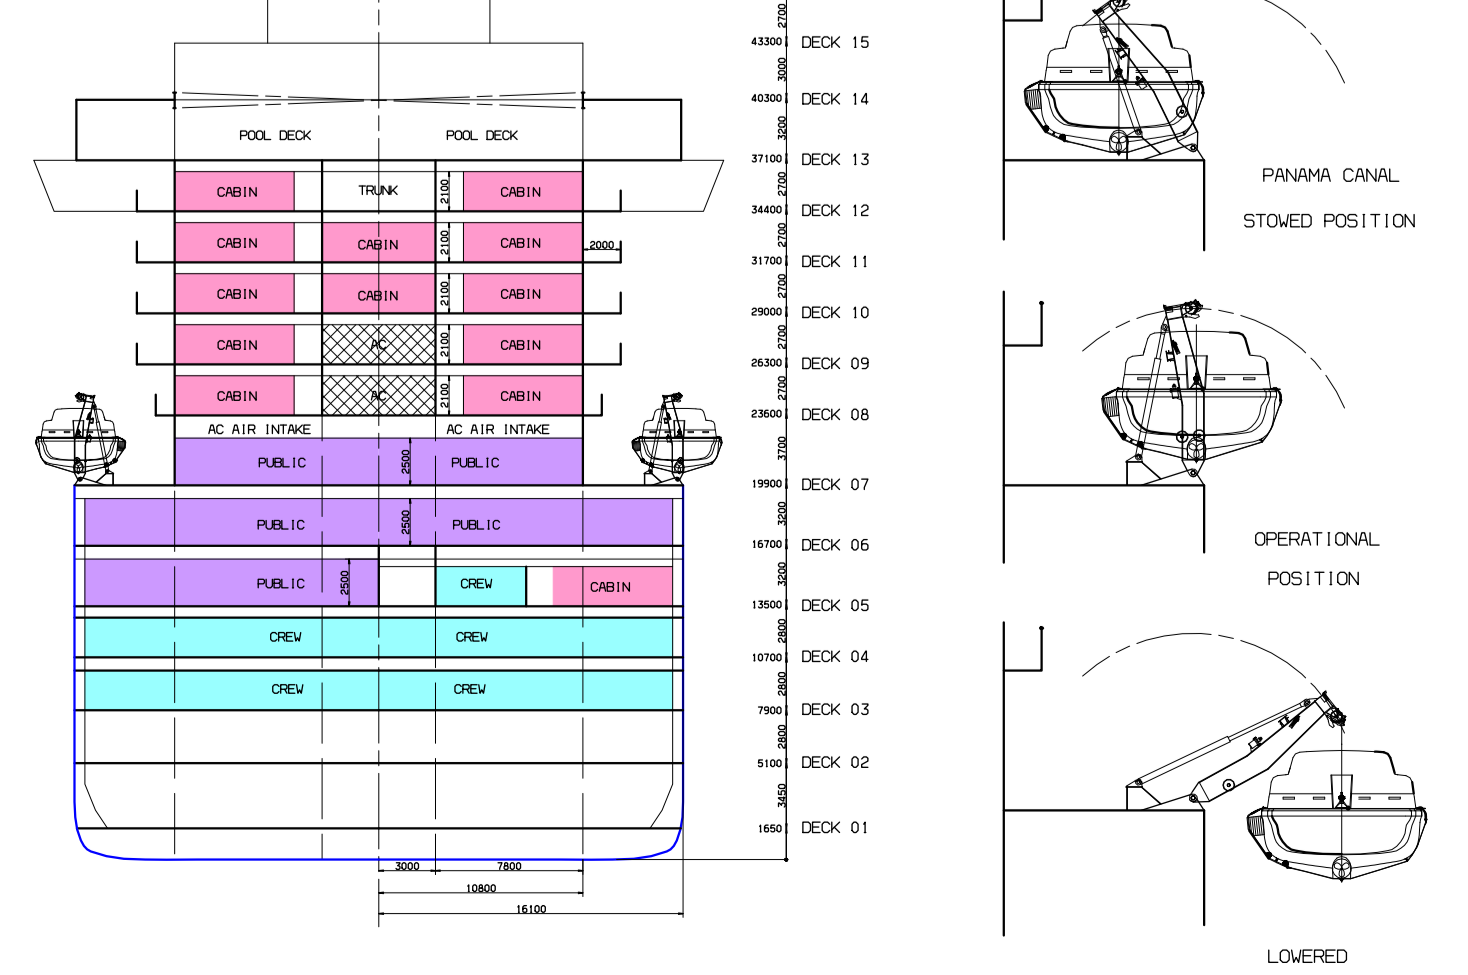 2700
43300 DECK 15
3000
40300 DECK 14
POOL DECK POOL DECK
3200
37100 DECK 13
CABIN TRUNK 2100 CABIN
2700
34400 DECK 12
CABIN CABIN 2100 CABIN 2000
2700
31700 DECK 11
CABIN CABIN 2100 CABIN
2700
29000 DECK 10
CABIN AC 2100 CABIN
2700
26300 DECK 09
CABIN AC 2100 CABIN
2700
23600 DECK 08
AC AIR INTAKE AC AIR INTAKE
3700
PUBLIC 2500 PUBLIC
19900 DECK 07
PUBLIC 2500 PUBLIC
3200
16700 DECK 06
PUBLIC 2500 CREW CABIN
3200
13500 DECK 05
CREW CREW
2800
10700 DECK 04
CREW CREW
2800
7900 DECK 03
2800
5100 DECK 02
3450
1650 DECK 01
3000 7800
10800
16100
PANAMA CANAL
STOWED POSITION
OPERATIONAL
POSITION
LOWERED